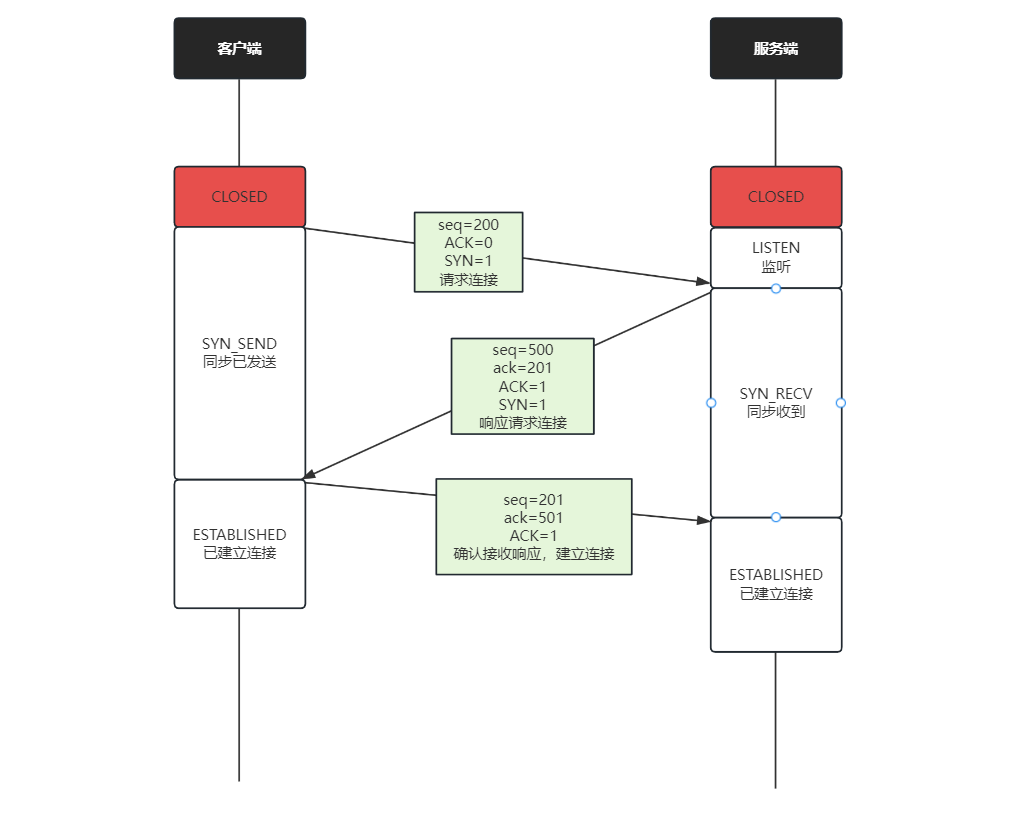 客户端
服务端
CLOSED
CLOSED
seq=200
ACK=0
SYN=1
请求连接
LISTEN
监听
SYN_SEND
同步已发送
seq=500
ack=201
ACK=1
SYN=1
响应请求连接
SYN_RECV
同步收到
ESTABLISHED
已建立连接
seq=201
ack=501
ACK=1
确认接收响应，建立连接
ESTABLISHED
已建立连接